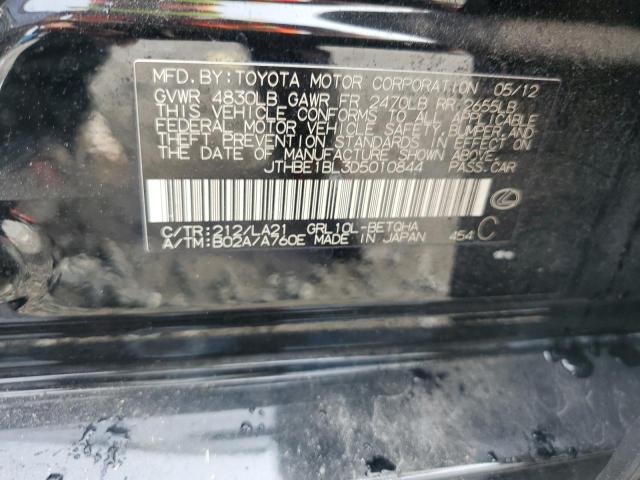 MFD. BY: TOYOTA MOTOR CORPORATION 05/12
GVWR 4830LB GAWR FR 2470LB RR 2655LB
THIS VEHICLE CONFORMS TO ALL APPLICABLE
FEDERAL MOTOR VEHICLE SAFETY, BUMPER, AND
THEFT PREVENTION STANDARDS IN EFFECT ON
THE DATE OF MANUFACTURE SHOWN ABOVE.
JTHBE1BL3D5010844 PASS.CAR
C/TR:212/LA21 GRL10L-BETQHA
A/TM:B02A/A760E MADE IN JAPAN 454 C